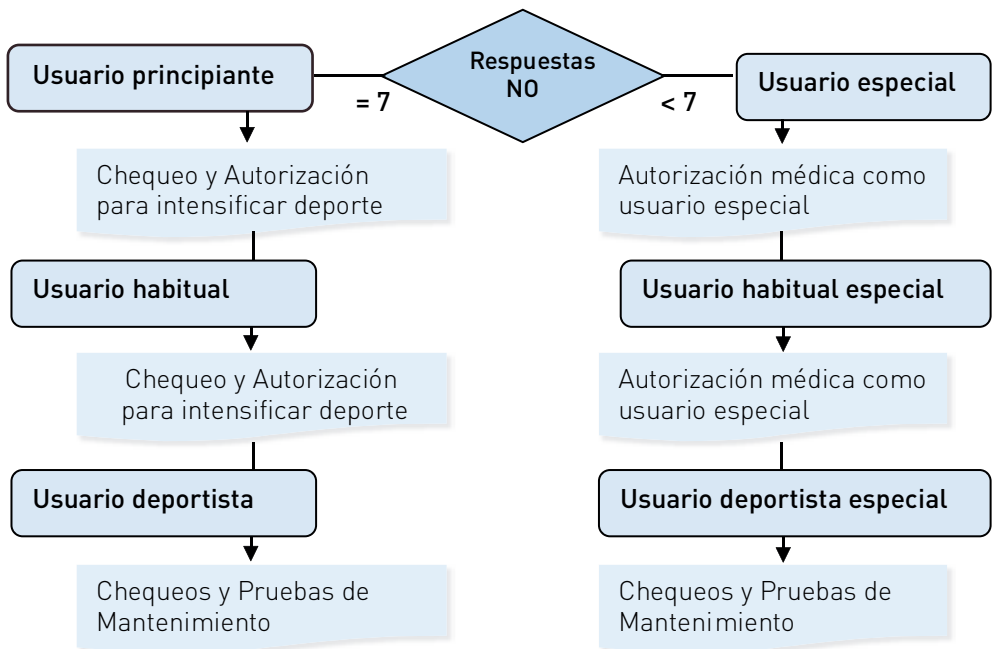 Respuestas
NO
Usuario principiante
= 7
< 7
Usuario especial
Chequeo y Autorización
para intensificar deporte
Autorización médica como
usuario especial
Usuario habitual
Usuario habitual especial
Chequeo y Autorización
para intensificar deporte
Autorización médica como
usuario especial
Usuario deportista
Usuario deportista especial
Chequeos y Pruebas de
Mantenimiento
Chequeos y Pruebas de
Mantenimiento